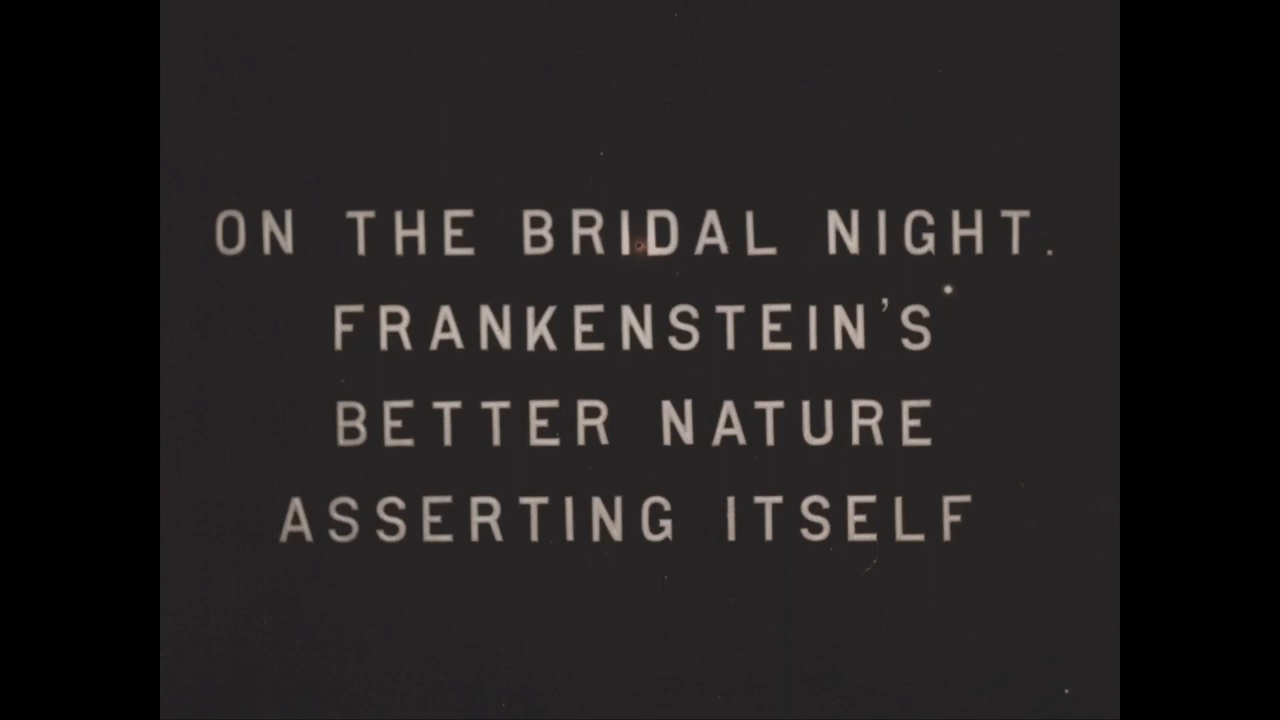 ON THE BRIDAL NIGHT.
FRANKENSTEIN'S
BETTER NATURE
ASSERTING ITSELF